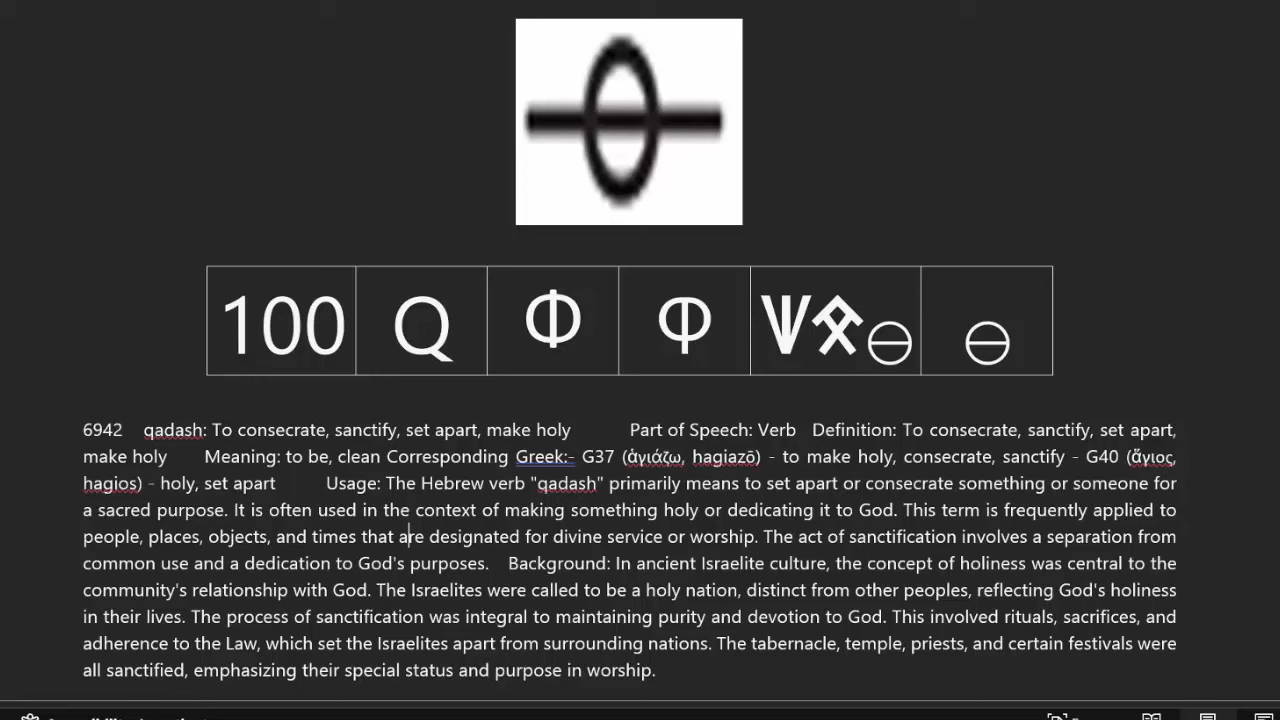 100 Q Φ φ 𐤔𐤃𐤒 ⊖
6942 qadash: To consecrate, sanctify, set apart, make holy Part of Speech: Verb Definition: To consecrate, sanctify, set apart,
make holy Meaning: to be, clean Corresponding Greek:- G37 (ἁγιάζω, hagiazō) - to make holy, consecrate, sanctify - G40 (ἅγιος,
hagios) - holy, set apart Usage: The Hebrew verb "qadash" primarily means to set apart or consecrate something or someone for
a sacred purpose. It is often used in the context of making something holy or dedicating it to God. This term is frequently applied to
people, places, objects, and times that are designated for divine service or worship. The act of sanctification involves a separation from
common use and a dedication to God's purposes. Background: In ancient Israelite culture, the concept of holiness was central to the
community's relationship with God. The Israelites were called to be a holy nation, distinct from other peoples, reflecting God's holiness
in their lives. The process of sanctification was integral to maintaining purity and devotion to God. This involved rituals, sacrifices, and
adherence to the Law, which set the Israelites apart from surrounding nations. The tabernacle, temple, priests, and certain festivals were
all sanctified, emphasizing their special status and purpose in worship.